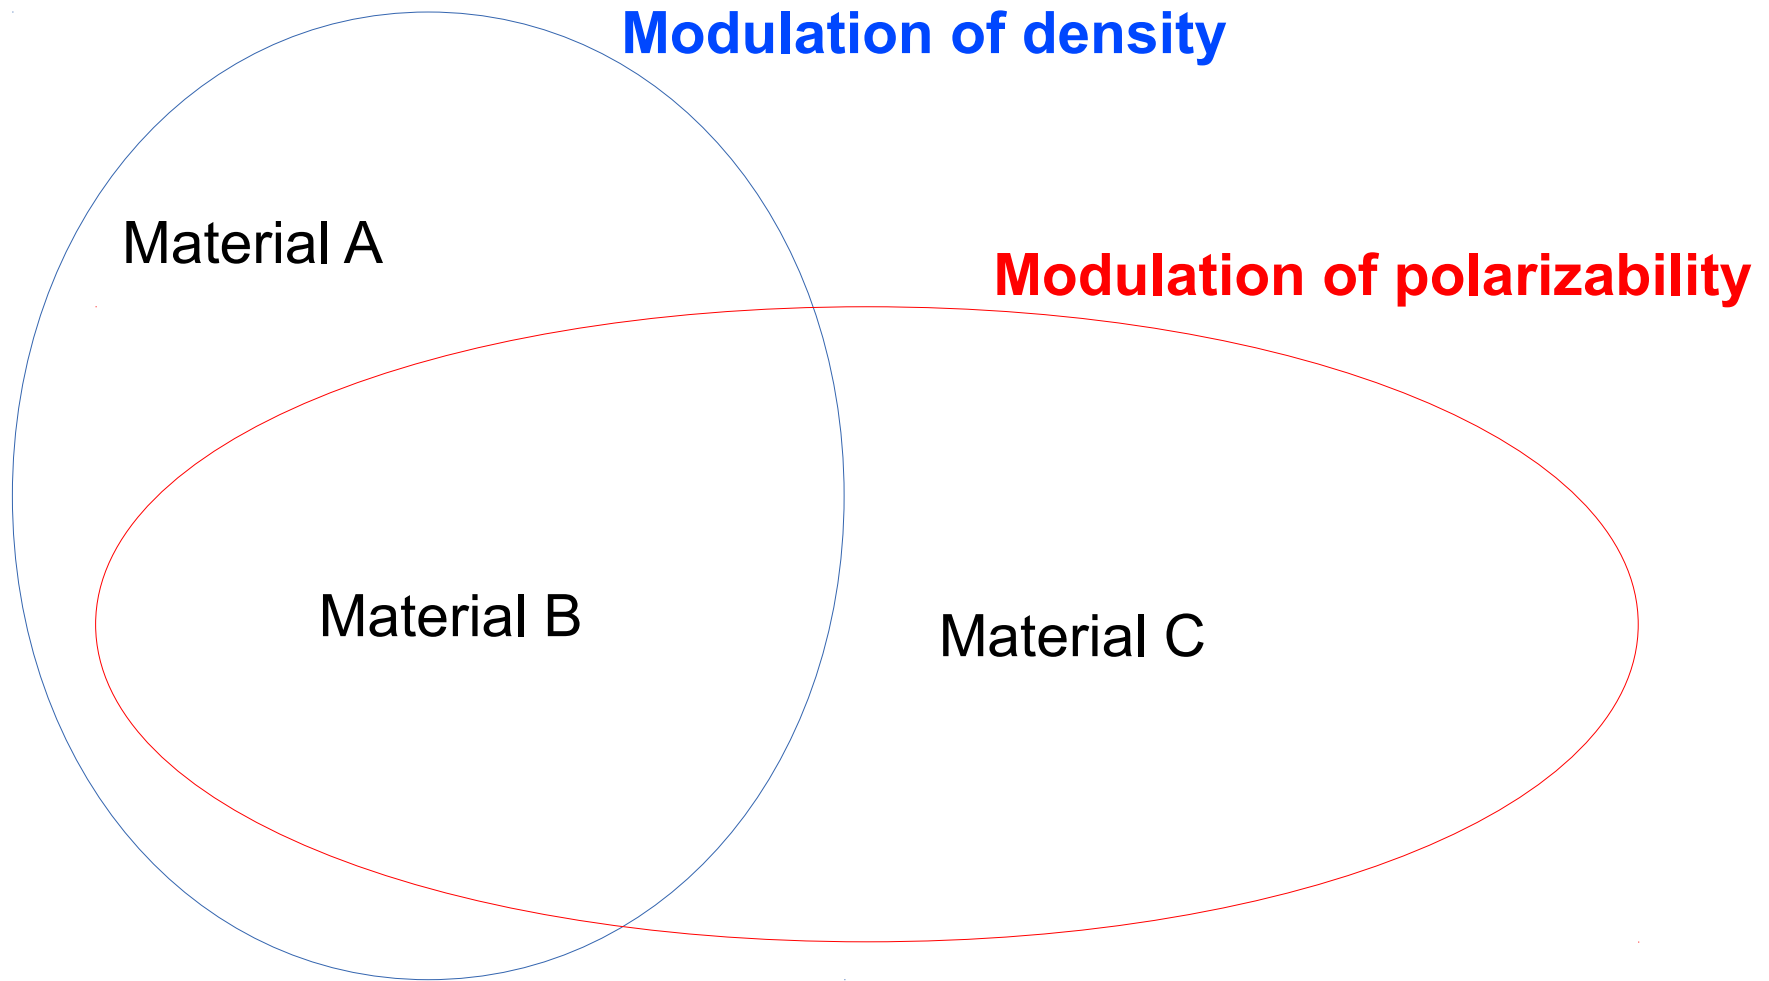 Modulation of density
Material A
Modulation of polarizability
Material B
Material C